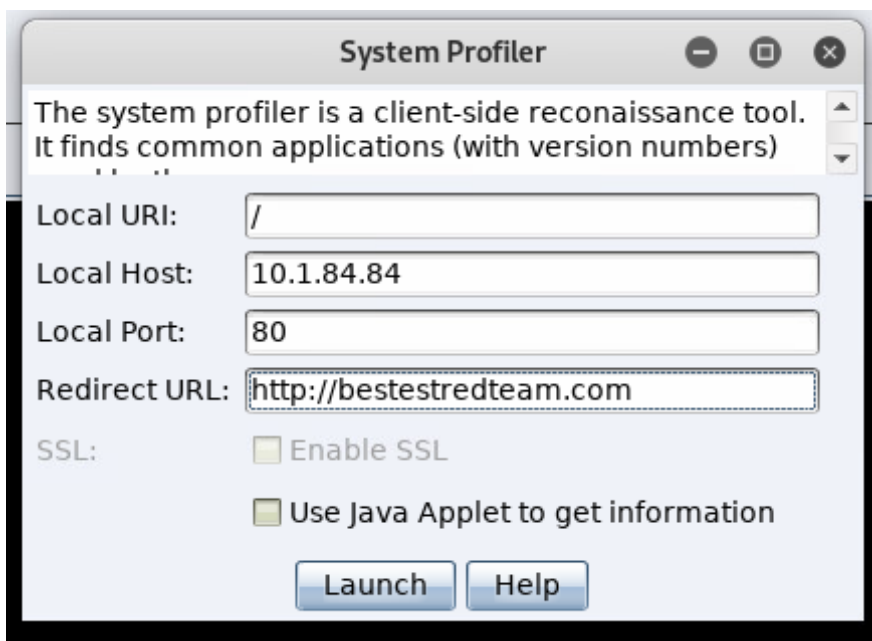 System Profiler
The system profiler is a client-side reconaissance tool.
It finds common applications (with version numbers)
Local URI: /
Local Host: 10.1.84.84
Local Port: 80
Redirect URL: http://bestestredteam.com
SSL: Enable SSL
Use Java Applet to get information
Launch Help